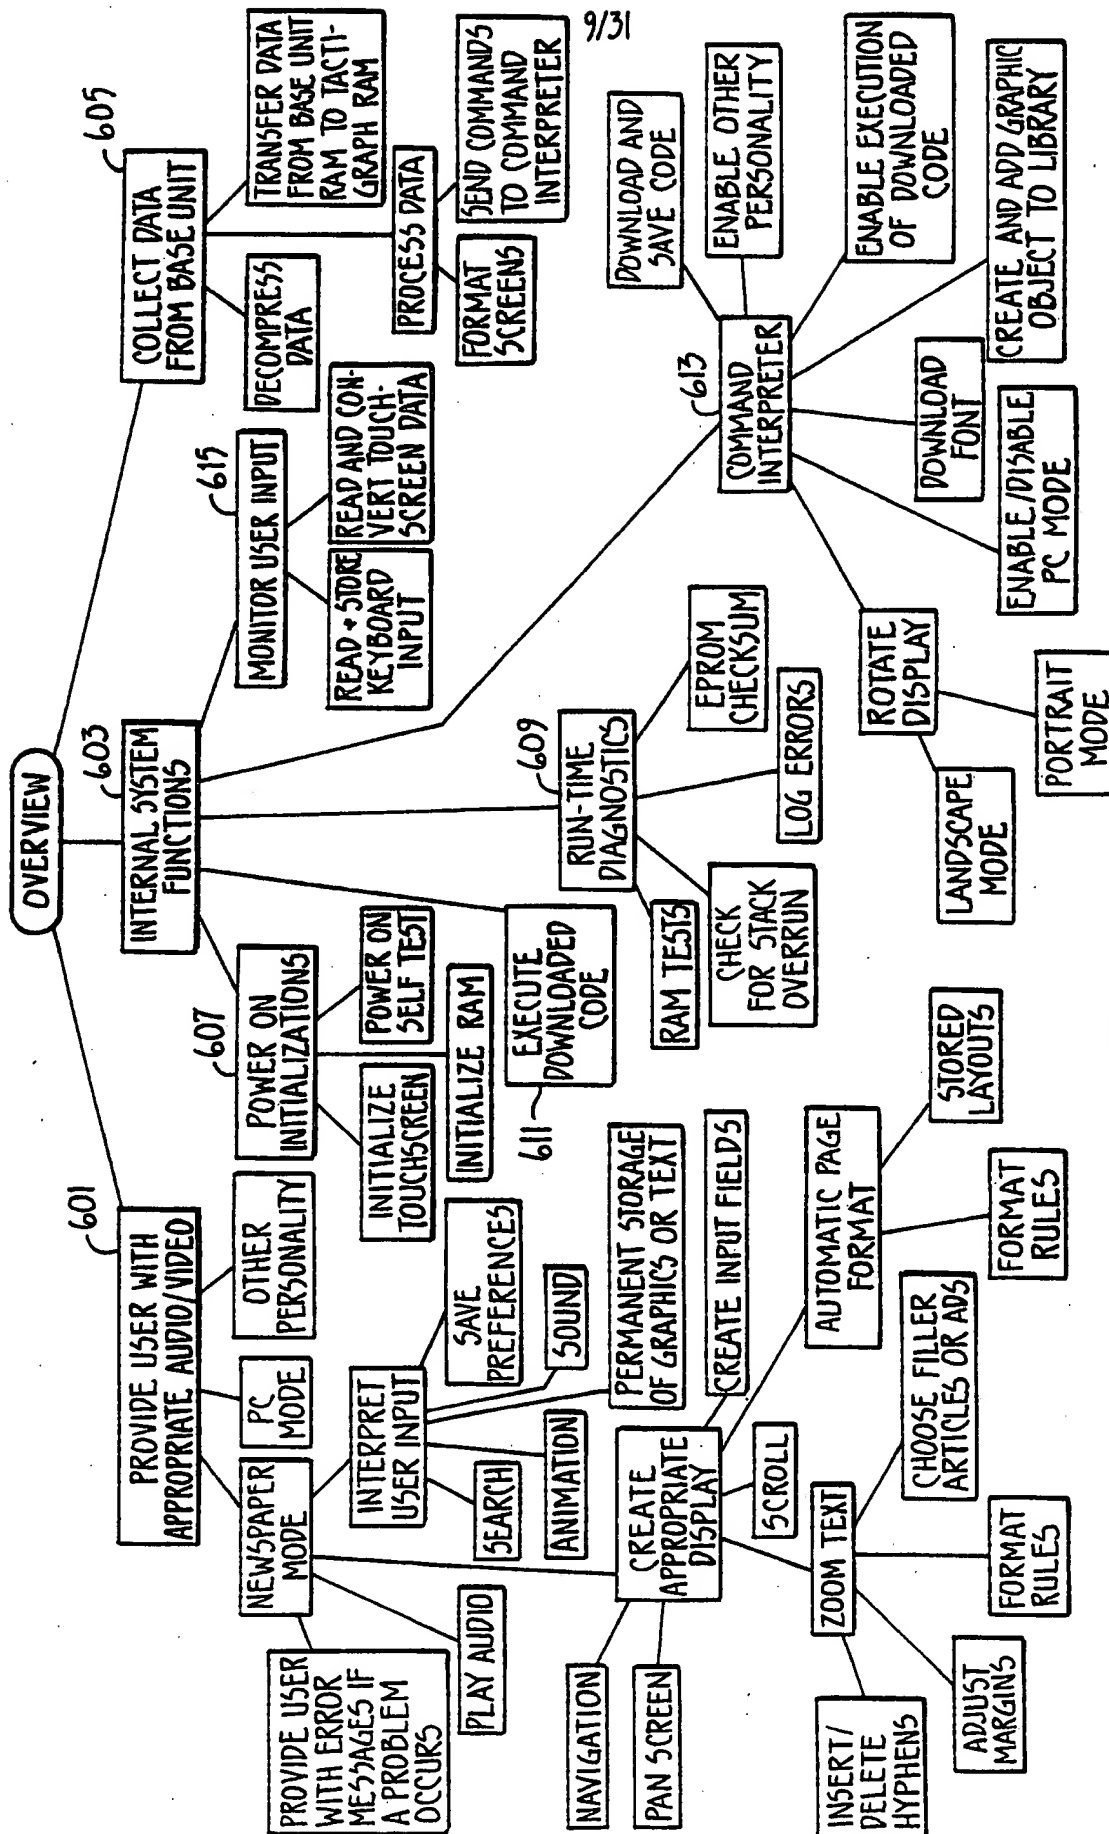 9/31
OVERVIEW
601
PROVIDE USER WITH
APPROPRIATE AUDIO/VIDEO
603
INTERNAL SYSTEM
FUNCTIONS
605
COLLECT DATA
FROM BASE UNIT
NEWSPAPER
MODE
PC
MODE
OTHER
PERSONALITY
607
POWER ON
INITIALIZATIONS
615
MONITOR USER INPUT
DECOMPRESS
DATA
TRANSFER DATA
FROM BASE UNIT
RAM TO TACTI-
GRAPH RAM
PROVIDE USER
WITH ERROR
MESSAGES IF
A PROBLEM
OCCURS
PLAY AUDIO
INTERPRET
USER INPUT
INITIALIZE
TOUCHSCREEN
POWER ON
SELF TEST
INITIALIZE RAM
READ + STORE
KEYBOARD
INPUT
READ AND CON-
VERT TOUCH-
SCREEN DATA
PROCESS DATA
FORMAT
SCREENS
SEND COMMANDS
TO COMMAND
INTERPRETER
SEARCH
ANIMATION
PERMANENT STORAGE
OF GRAPHICS OR TEXT
SOUND
SAVE
PREFERENCES
611
EXECUTE
DOWNLOADED
CODE
609
RUN-TIME
DIAGNOSTICS
613
COMMAND
INTERPRETER
NAVIGATION
PAN SCREEN
CREATE
APPROPRIATE
DISPLAY
CREATE INPUT FIELDS
RAM TESTS
CHECK
FOR STACK
OVERRUN
LOG ERRORS
EPROM
CHECKSUM
DOWNLOAD AND
SAVE CODE
ENABLE OTHER
PERSONALITY
ENABLE EXECUTION
OF DOWNLOADED
CODE
CREATE AND ADD GRAPHIC
OBJECT TO LIBRARY
DOWNLOAD
FONT
ENABLE/DISABLE
PC MODE
ROTATE
DISPLAY
LANDSCAPE
MODE
PORTRAIT
MODE
ZOOM TEXT
SCROLL
AUTOMATIC PAGE
FORMAT
INSERT/
DELETE
HYPHENS
ADJUST
MARGINS
FORMAT
RULES
CHOOSE FILLER
ARTICLES OR ADS
FORMAT
RULES
STORED
LAYOUTS